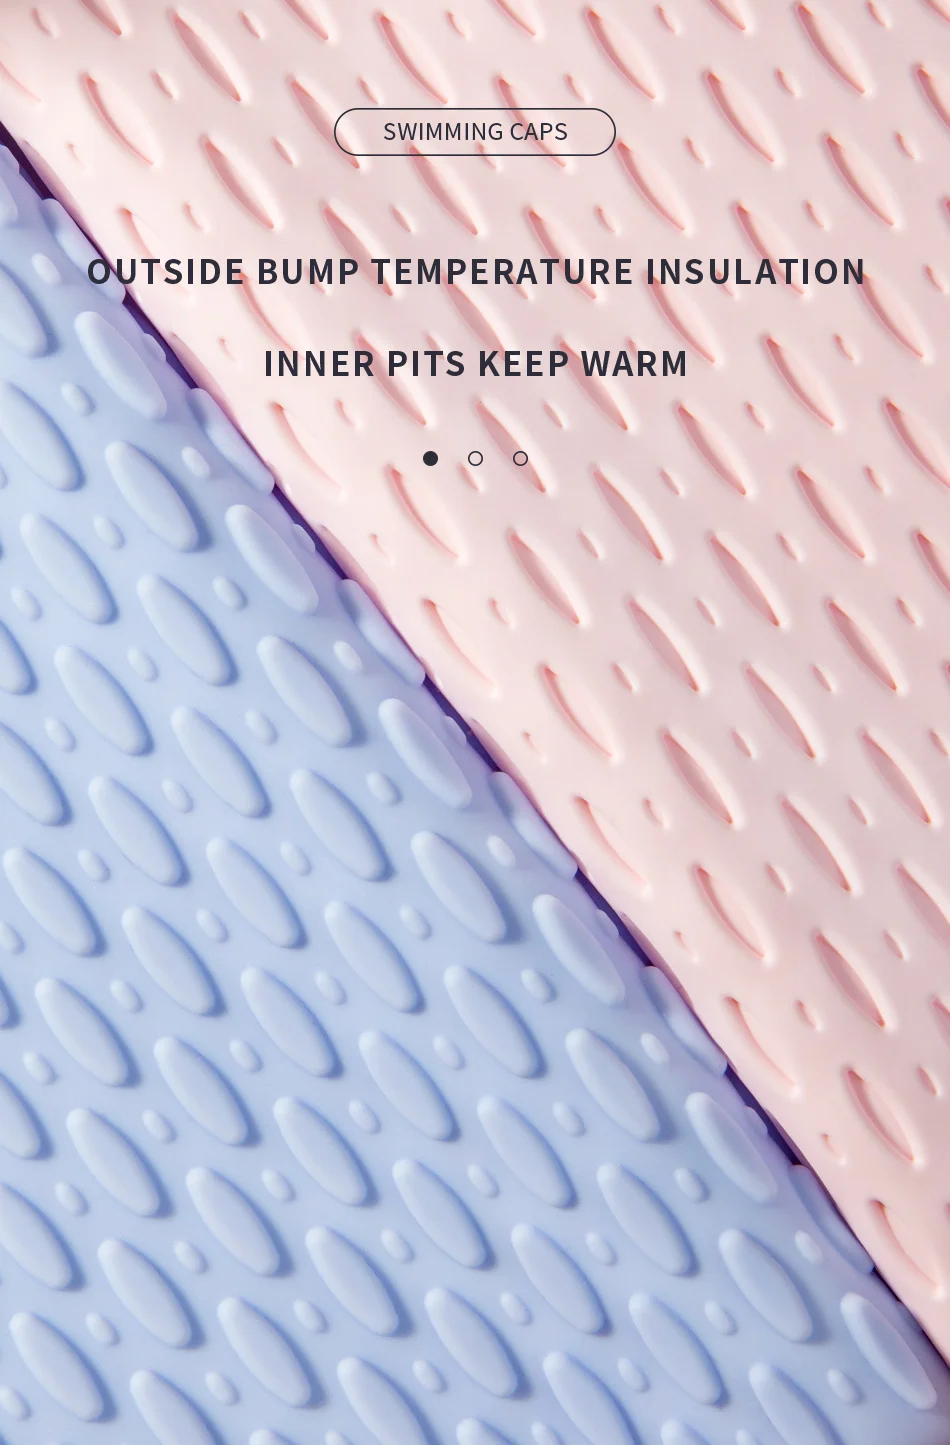 SWIMMING CAPS
OUTSIDE BUMP TEMPERATURE INSULATION
INNER PITS KEEP WARM